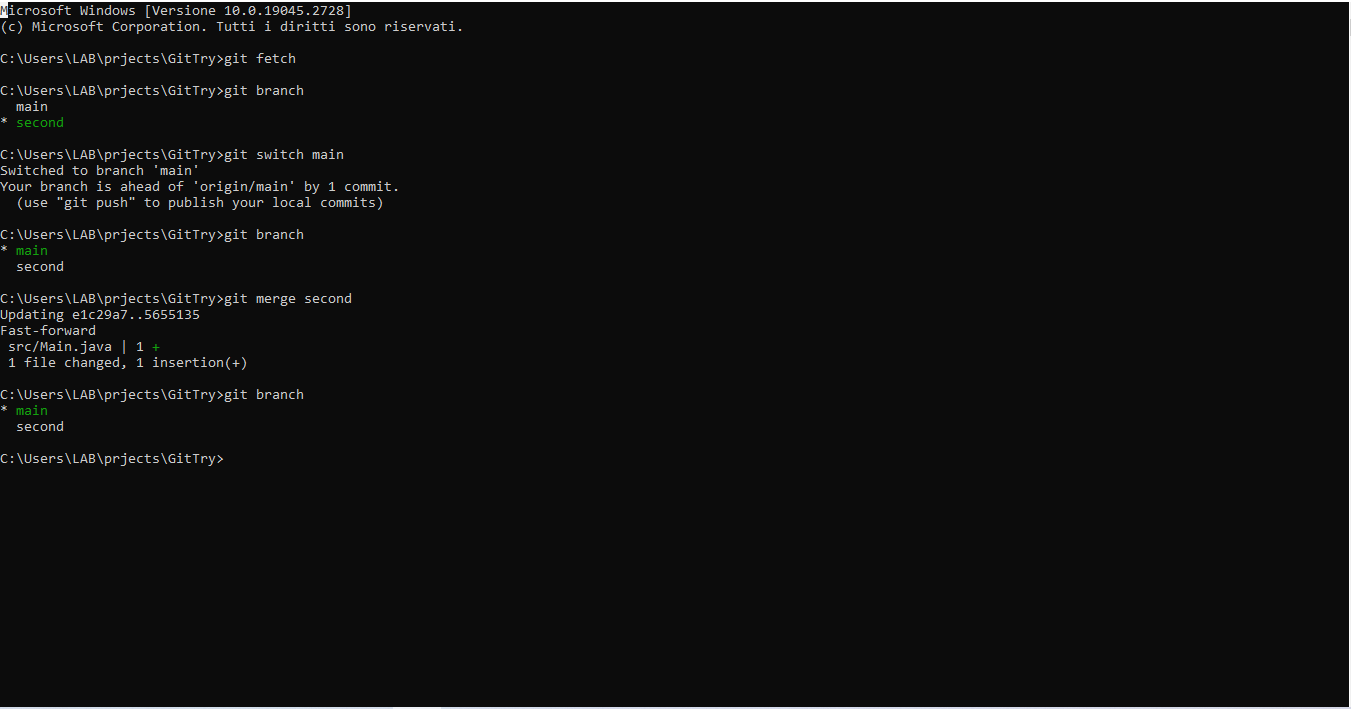 Microsoft Windows [Versione 10.0.19045.2728]
(c) Microsoft Corporation. Tutti i diritti sono riservati.
C:\Users\LAB\prjects\GitTry>git fetch
C:\Users\LAB\prjects\GitTry>git branch
  main
* second
C:\Users\LAB\prjects\GitTry>git switch main
Switched to branch 'main'
Your branch is ahead of 'origin/main' by 1 commit.
  (use "git push" to publish your local commits)
C:\Users\LAB\prjects\GitTry>git branch
* main
  second
C:\Users\LAB\prjects\GitTry>git merge second
Updating e1c29a7..5655135
Fast-forward
 src/Main.java | 1 +
 1 file changed, 1 insertion(+)
C:\Users\LAB\prjects\GitTry>git branch
* main
  second
C:\Users\LAB\prjects\GitTry>